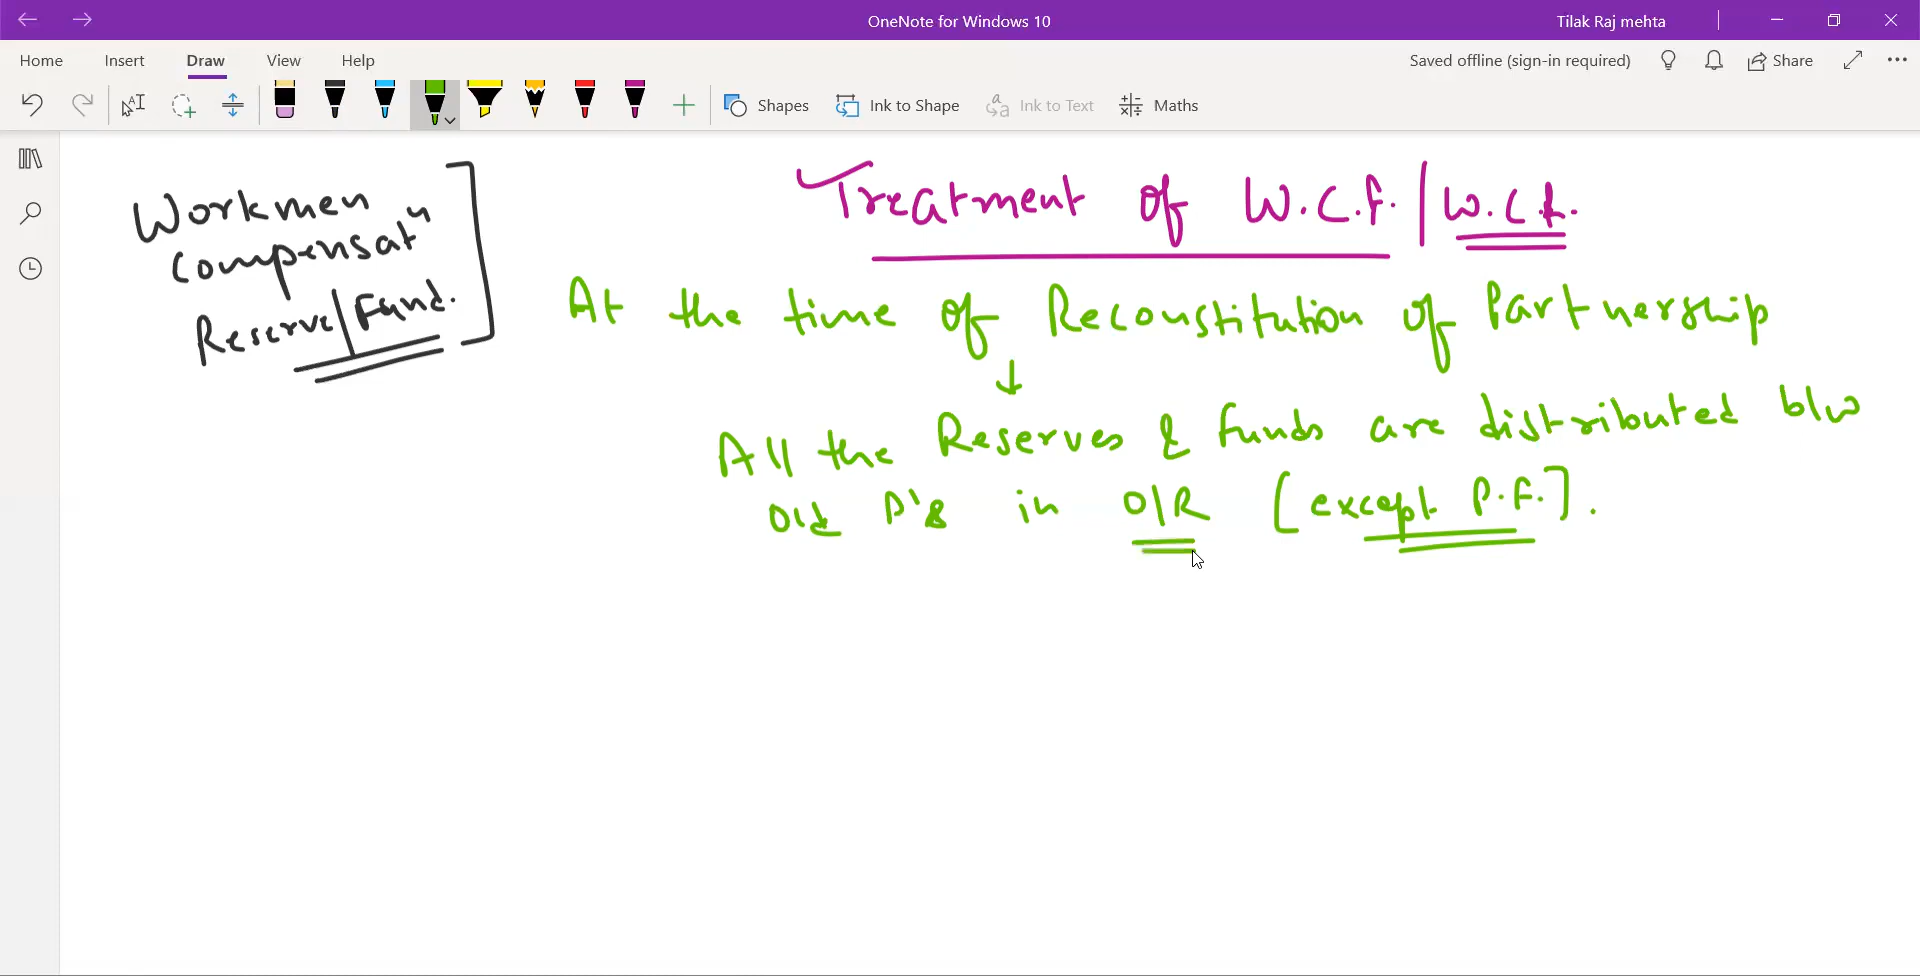 OneNote for Windows 10
Tilak Raj mehta
Home Insert Draw View Help
Saved offline (sign-in required) Share
Shapes Ink to Shape Ink to Text Maths
Workmen
Compensatⁿ
Reserve/Fund.
Treatment of W.C.F. | W.C.R.
At the time of Reconstitution of Partnership
↓
All the Reserves & funds are distributed b/w
old P's in O/R [except P.F.].